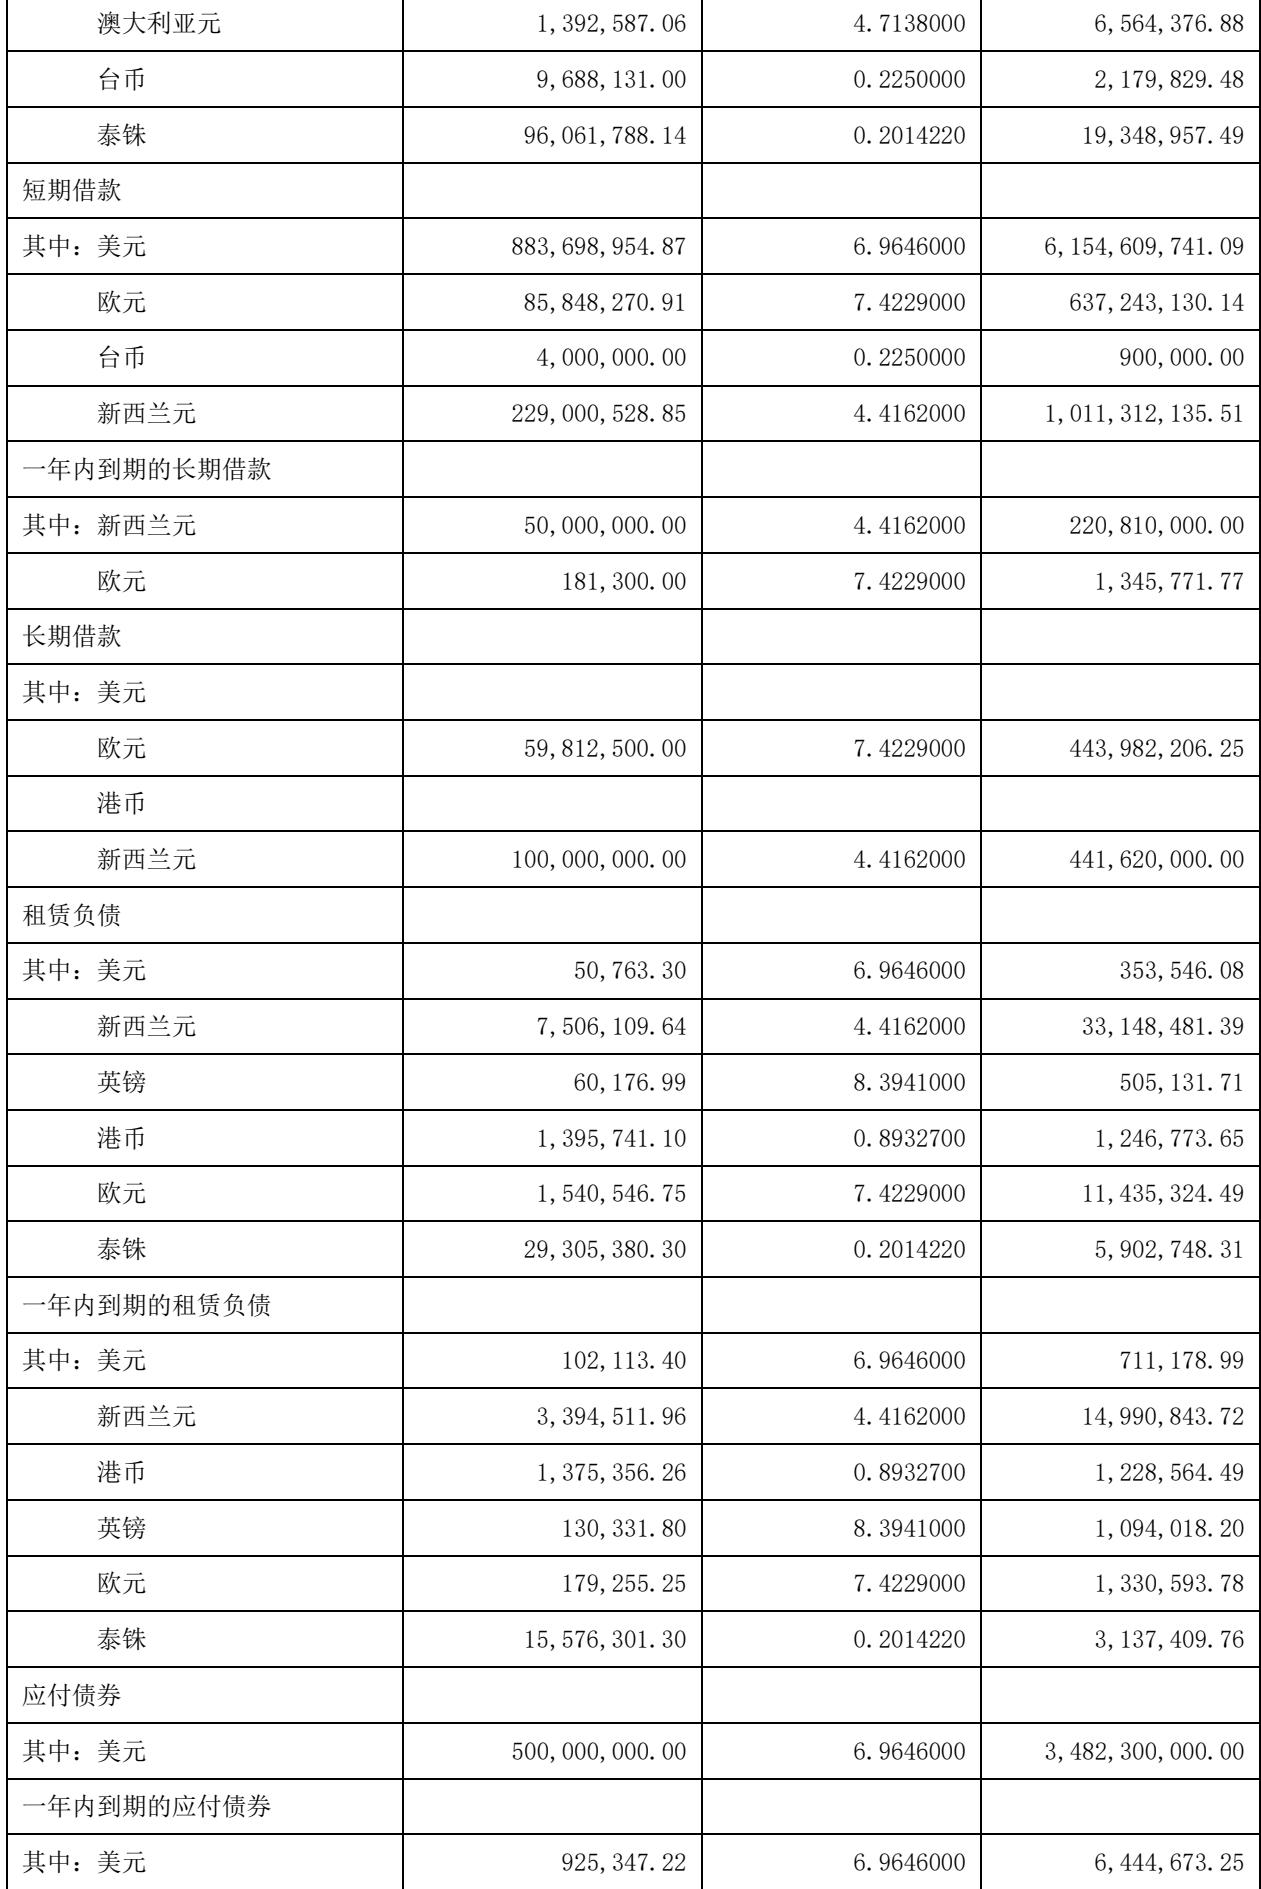 澳大利亚元 1,392,587.06 4.7138000 6,564,376.88
台币 9,688,131.00 0.2250000 2,179,829.48
泰铢 96,061,788.14 0.2014220 19,348,957.49
短期借款
其中：美元 883,698,954.87 6.9646000 6,154,609,741.09
欧元 85,848,270.91 7.4229000 637,243,130.14
台币 4,000,000.00 0.2250000 900,000.00
新西兰元 229,000,528.85 4.4162000 1,011,312,135.51
一年内到期的长期借款
其中：新西兰元 50,000,000.00 4.4162000 220,810,000.00
欧元 181,300.00 7.4229000 1,345,771.77
长期借款
其中：美元
欧元 59,812,500.00 7.4229000 443,982,206.25
港币
新西兰元 100,000,000.00 4.4162000 441,620,000.00
租赁负债
其中：美元 50,763.30 6.9646000 353,546.08
新西兰元 7,506,109.64 4.4162000 33,148,481.39
英镑 60,176.99 8.3941000 505,131.71
港币 1,395,741.10 0.8932700 1,246,773.65
欧元 1,540,546.75 7.4229000 11,435,324.49
泰铢 29,305,380.30 0.2014220 5,902,748.31
一年内到期的租赁负债
其中：美元 102,113.40 6.9646000 711,178.99
新西兰元 3,394,511.96 4.4162000 14,990,843.72
港币 1,375,356.26 0.8932700 1,228,564.49
英镑 130,331.80 8.3941000 1,094,018.20
欧元 179,255.25 7.4229000 1,330,593.78
泰铢 15,576,301.30 0.2014220 3,137,409.76
应付债券
其中：美元 500,000,000.00 6.9646000 3,482,300,000.00
一年内到期的应付债券
其中：美元 925,347.22 6.9646000 6,444,673.25